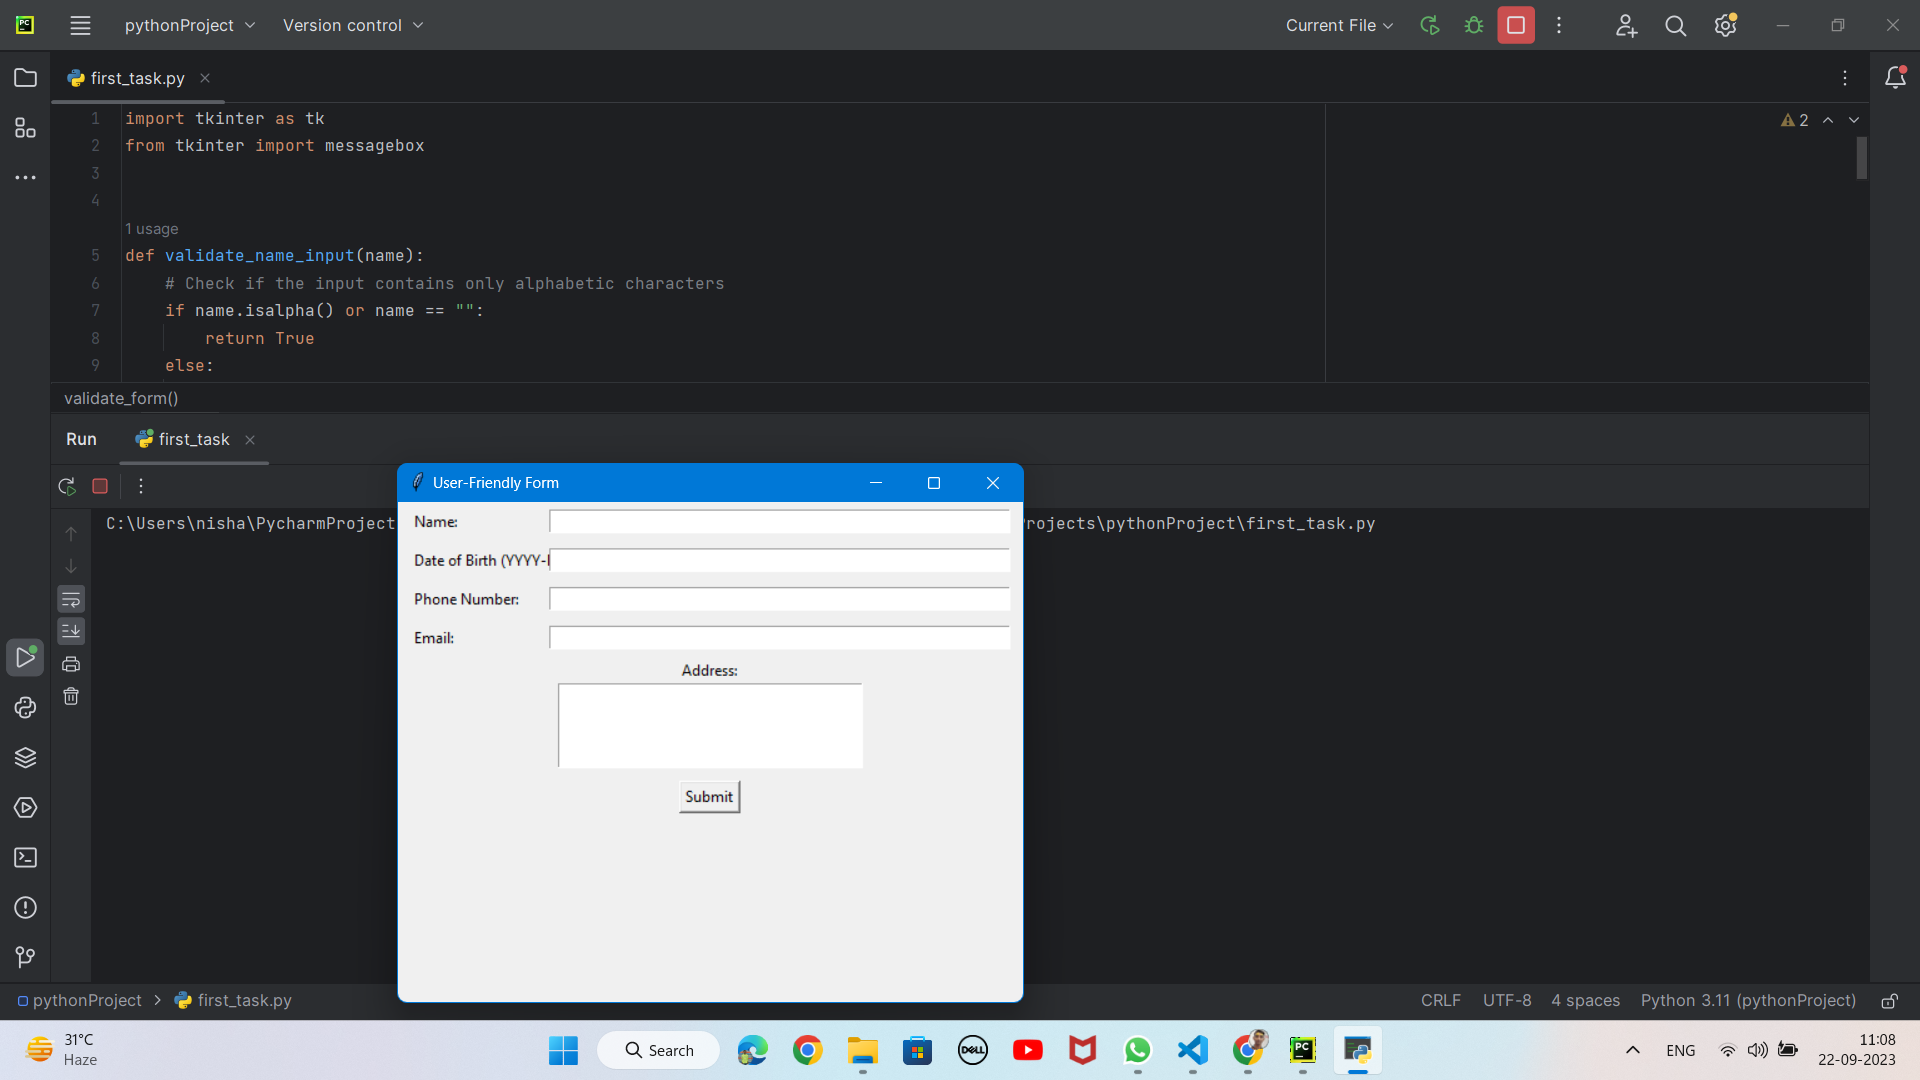 PC
pythonProject
Version control
Current File
first_task.py
2
1 import tkinter as tk
2 from tkinter import messagebox
3
4
1 usage
5 def validate_name_input(name):
6 # Check if the input contains only alphabetic characters
7 if name.isalpha() or name == "":
8 return True
9 else:
validate_form()
Run
first_task
User-Friendly Form
C:\Users\nisha\PycharmProject
rojects\pythonProject\first_task.py
Name:
Date of Birth (YYYY-
Phone Number:
Email:
Address:
Submit
pythonProject
first_task.py
CRLF
UTF-8
4 spaces
Python 3.11 (pythonProject)
31°C
Haze
Search
DELL
PC
ENG
11:08
22-09-2023